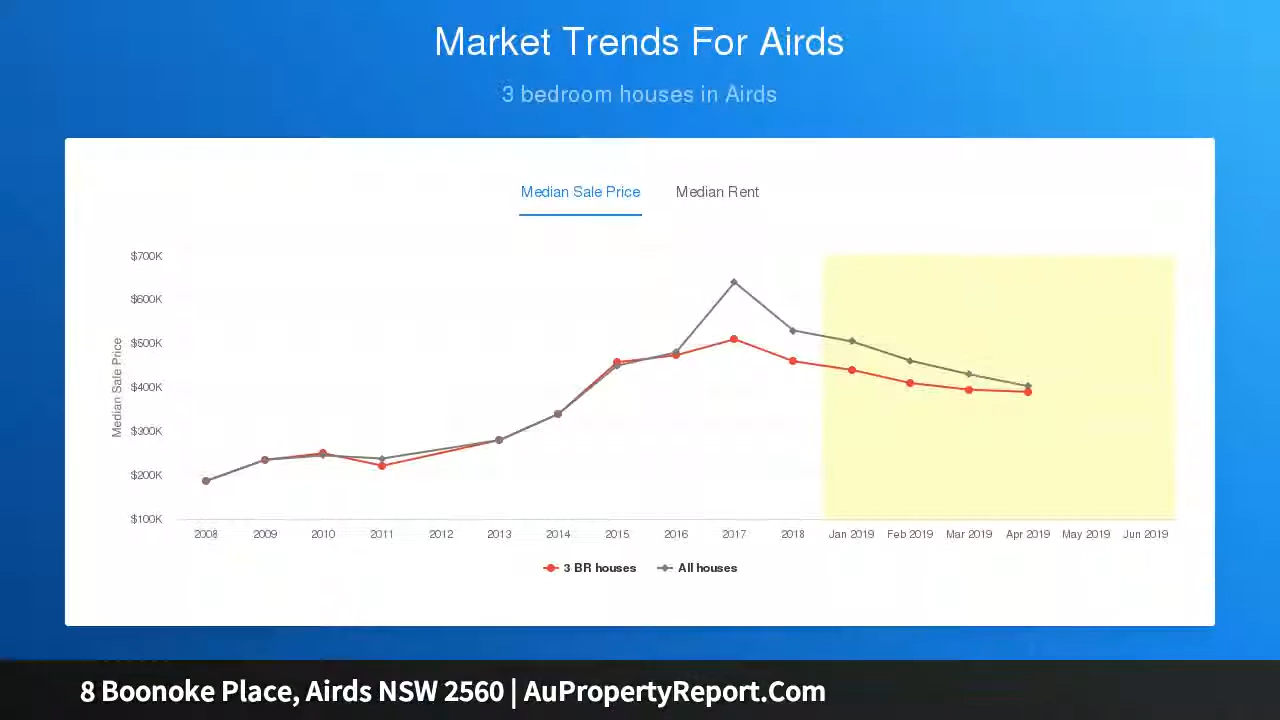 Market Trends For Airds
3 bedroom houses in Airds
Median Sale Price Median Rent
$700K
$600K
$500K
$400K
$300K
$200K
$100K
Median Sale Price
2008 2009 2010 2011 2012 2013 2014 2015 2016 2017 2018 Jan 2019 Feb 2019 Mar 2019 Apr 2019 May 2019 Jun 2019
3 BR houses All houses
8 Boonoke Place, Airds NSW 2560 | AuPropertyReport.Com